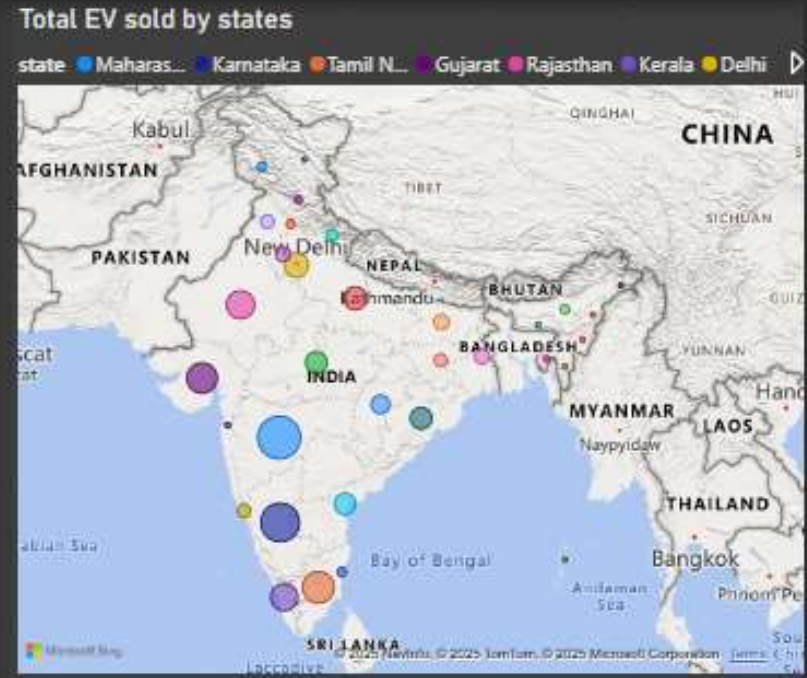 Total EV sold by states
state Maharas... Karnataka Tamil N... Gujarat Rajasthan Kerala Delhi
QINGHAI
Kabul
CHINA
AFGHANISTAN
TIBET
SICHUAN
New Delhi
PAKISTAN
NEPAL
BHUTAN
Kathmandu
BANGLADESH
YUNNAN
INDIA
MYANMAR
LAOS
Naypyidaw
THAILAND
Bay of Bengal
Bangkok
Andaman
Sea
SRI LANKA
Microsoft Bing
© 2025 TomTom, © 2025 Microsoft Corporation Terms